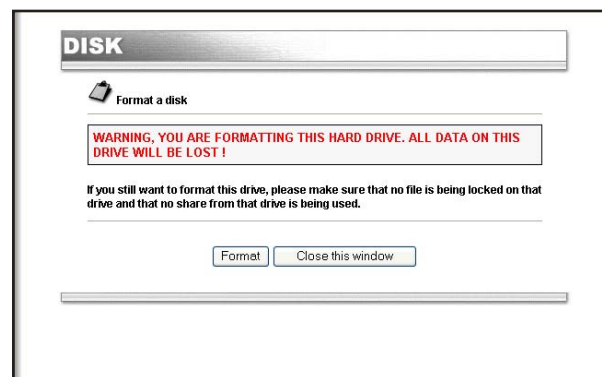 DISK
Format a disk
WARNING, YOU ARE FORMATTING THIS HARD DRIVE. ALL DATA ON THIS
DRIVE WILL BE LOST !
If you still want to format this drive, please make sure that no file is being locked on that
drive and that no share from that drive is being used.
Format Close this window